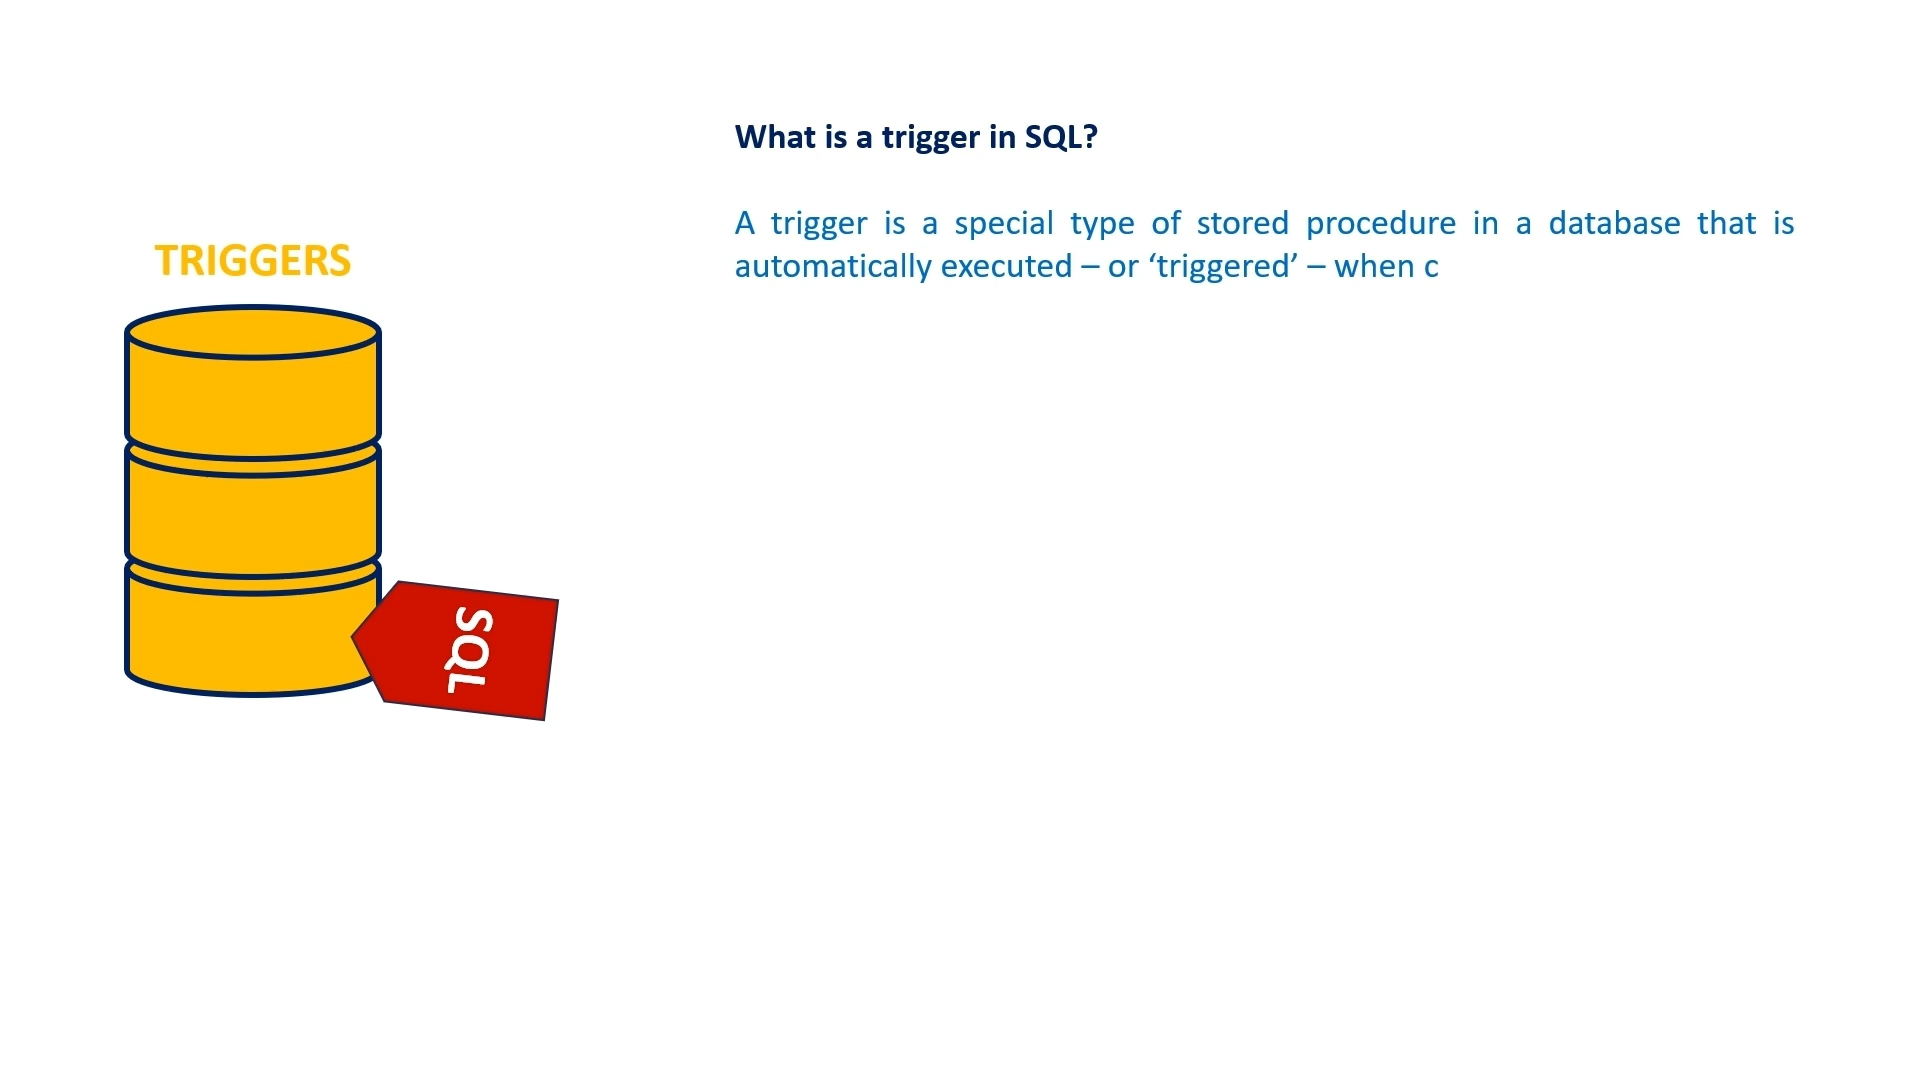 What is a trigger in SQL?
A trigger is a special type of stored procedure in a database that is
automatically executed – or ‘triggered’ – when c
TRIGGERS
SQL